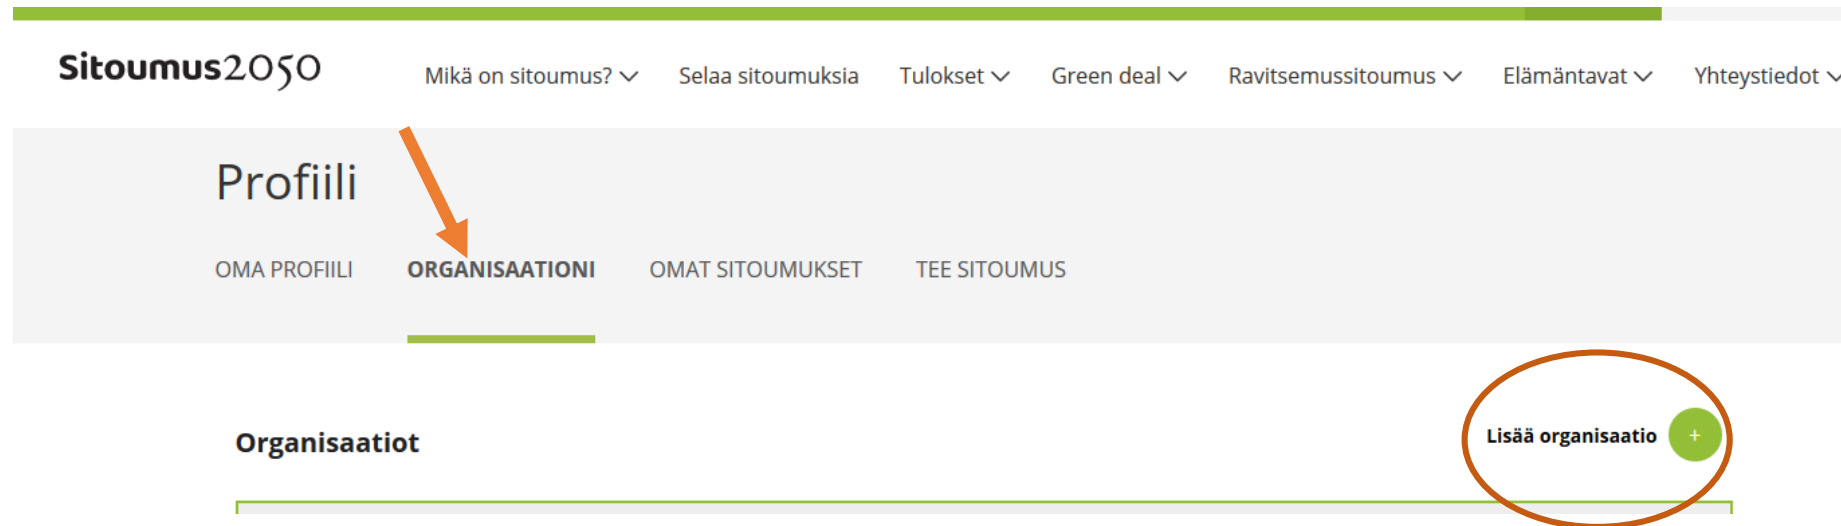 Sitoumus2050 Mikä on sitoumus? Selaa sitoumuksia Tulokset Green deal Ravitsemussitoumus Elämäntavat Yhteystiedot
Profiili
OMA PROFIILI ORGANISAATIONI OMAT SITOUMUKSET TEE SITOUMUS
Organisaatiot Lisää organisaatio +